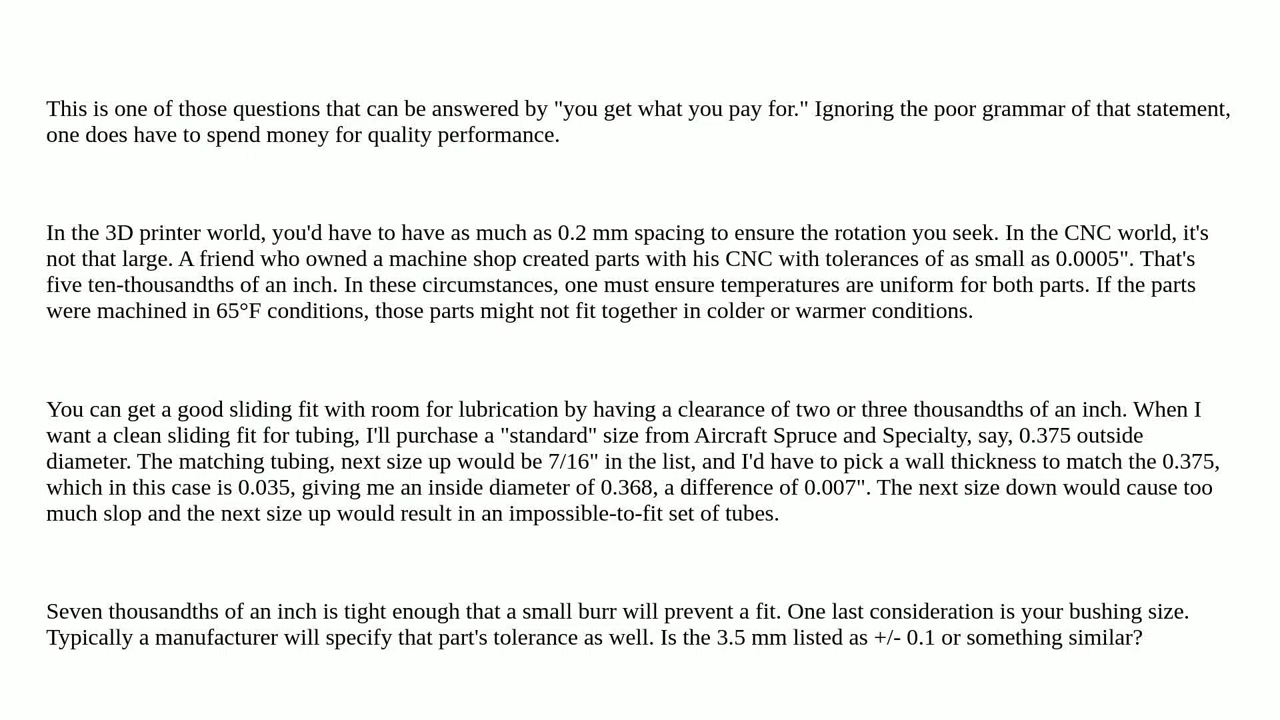 This is one of those questions that can be answered by "you get what you pay for." Ignoring the poor grammar of that statement,
one does have to spend money for quality performance.
In the 3D printer world, you'd have to have as much as 0.2 mm spacing to ensure the rotation you seek. In the CNC world, it's
not that large. A friend who owned a machine shop created parts with his CNC with tolerances of as small as 0.0005". That's
five ten-thousandths of an inch. In these circumstances, one must ensure temperatures are uniform for both parts. If the parts
were machined in 65°F conditions, those parts might not fit together in colder or warmer conditions.
You can get a good sliding fit with room for lubrication by having a clearance of two or three thousandths of an inch. When I
want a clean sliding fit for tubing, I'll purchase a "standard" size from Aircraft Spruce and Specialty, say, 0.375 outside
diameter. The matching tubing, next size up would be 7/16" in the list, and I'd have to pick a wall thickness to match the 0.375,
which in this case is 0.035, giving me an inside diameter of 0.368, a difference of 0.007". The next size down would cause too
much slop and the next size up would result in an impossible-to-fit set of tubes.
Seven thousandths of an inch is tight enough that a small burr will prevent a fit. One last consideration is your bushing size.
Typically a manufacturer will specify that part's tolerance as well. Is the 3.5 mm listed as +/- 0.1 or something similar?